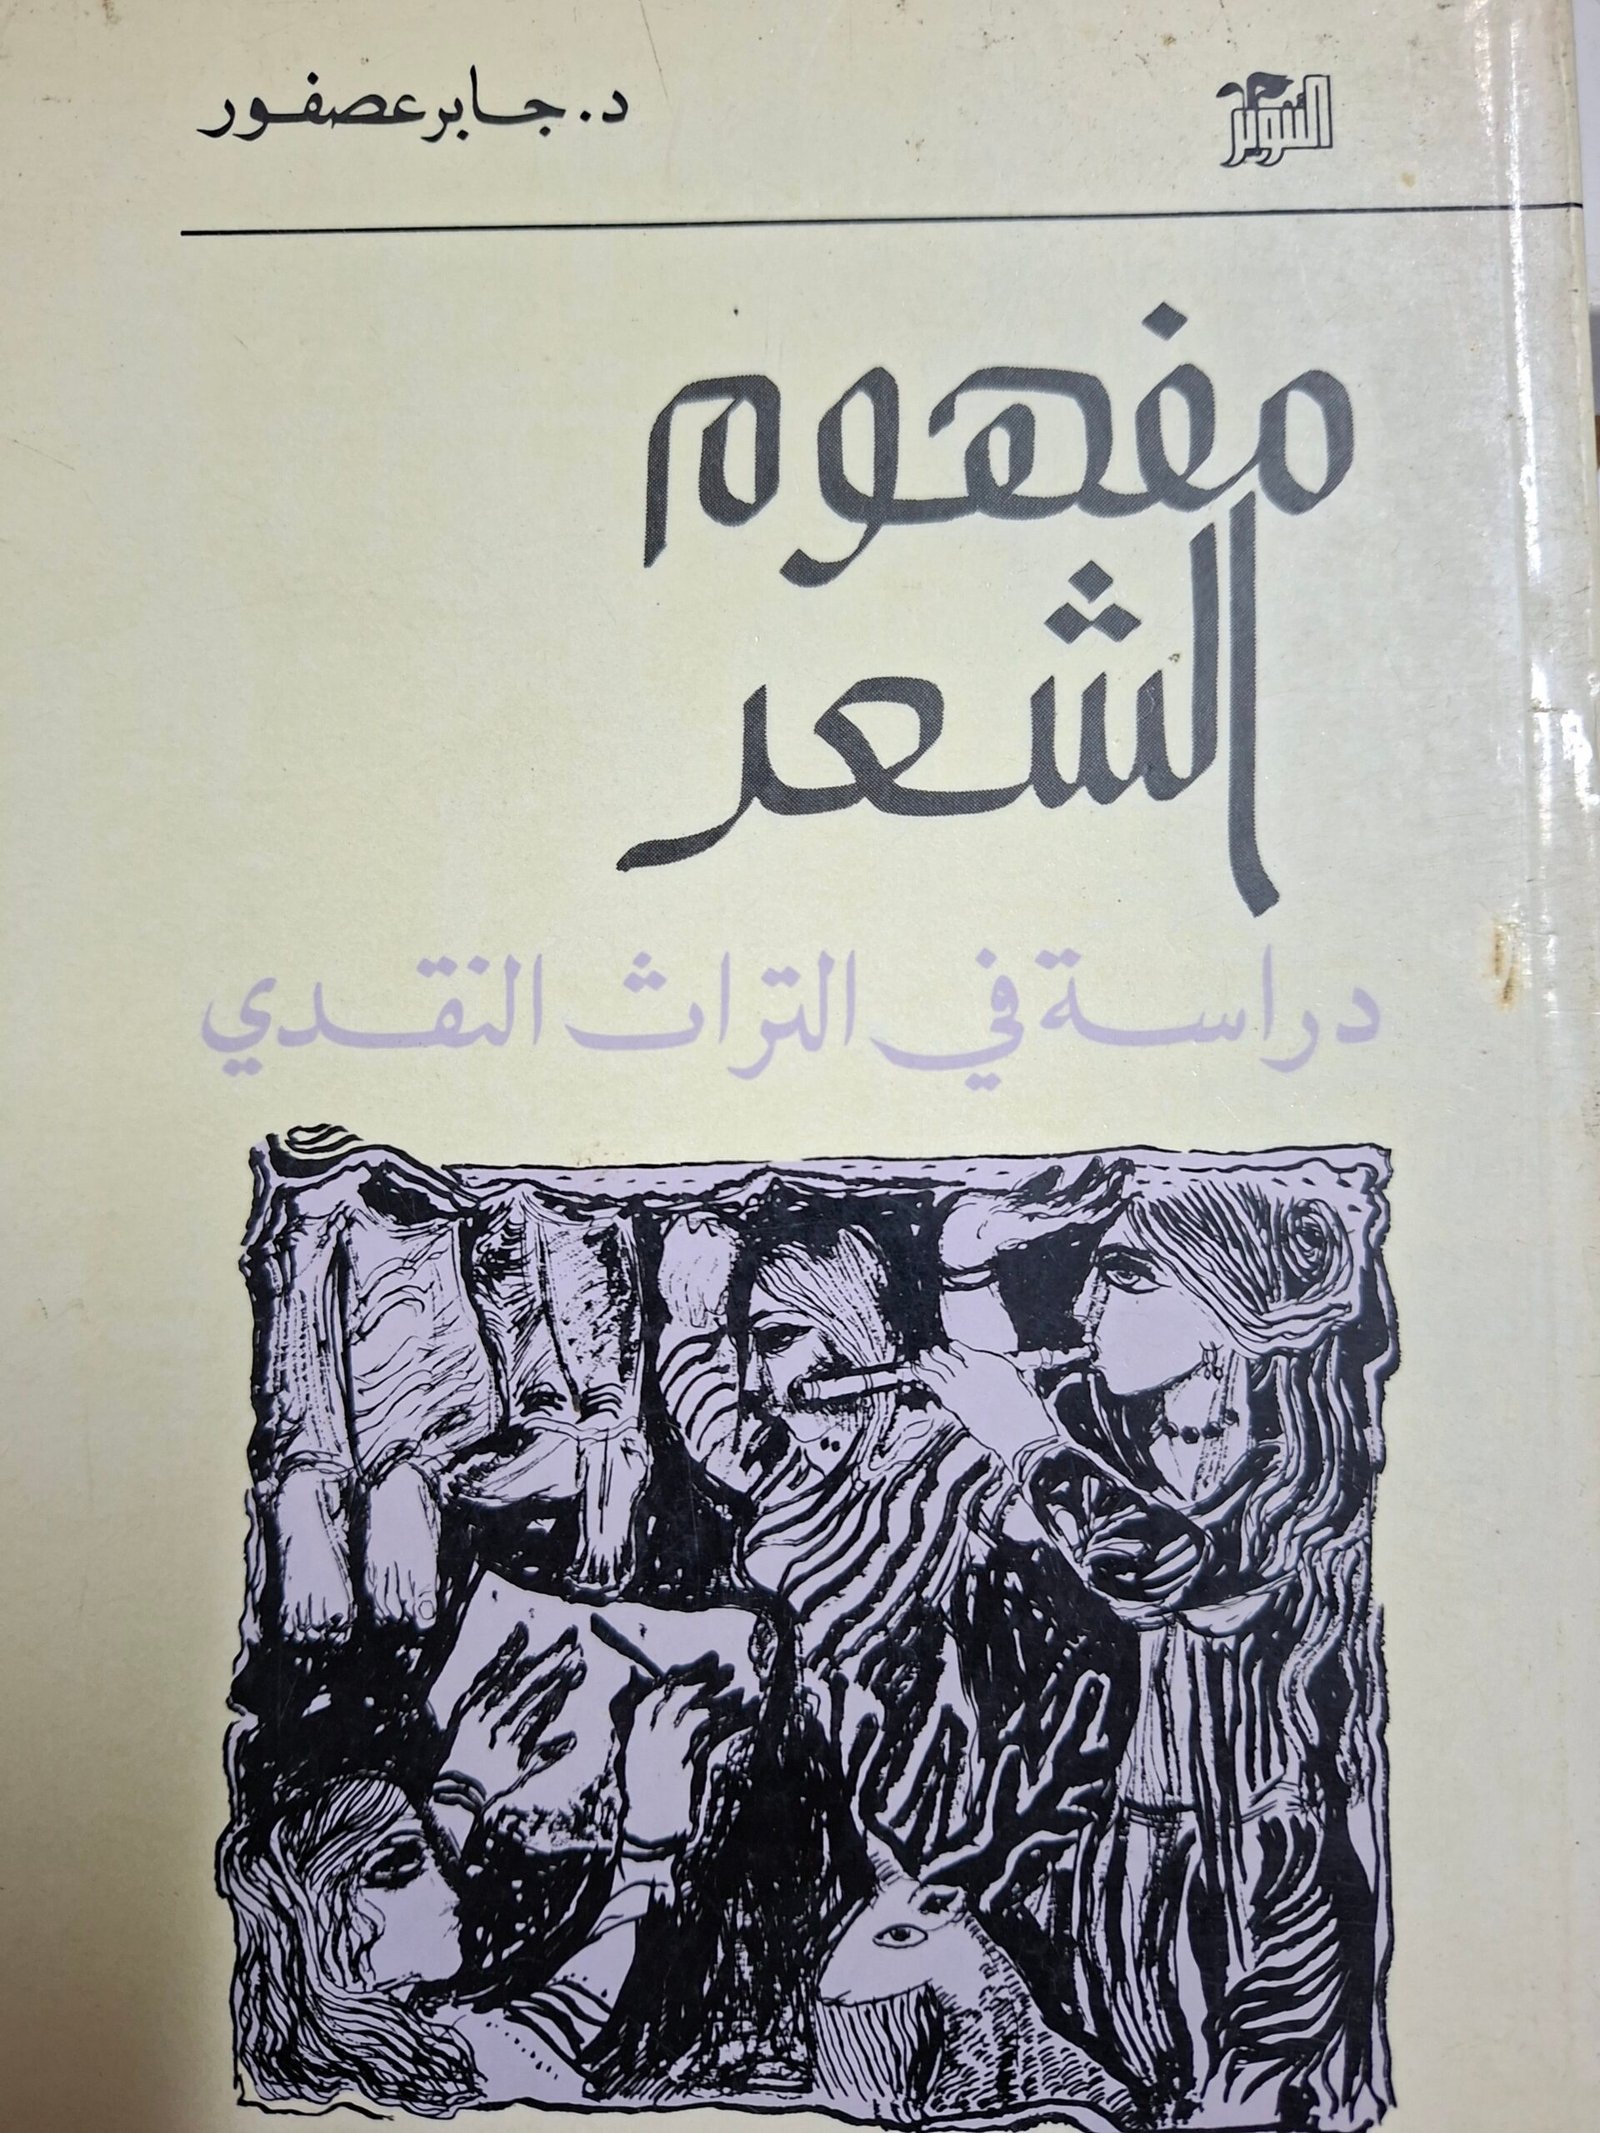 التنوير
د. جابر عصفور
مفهوم
الشعر
دراسة في التراث النقدي